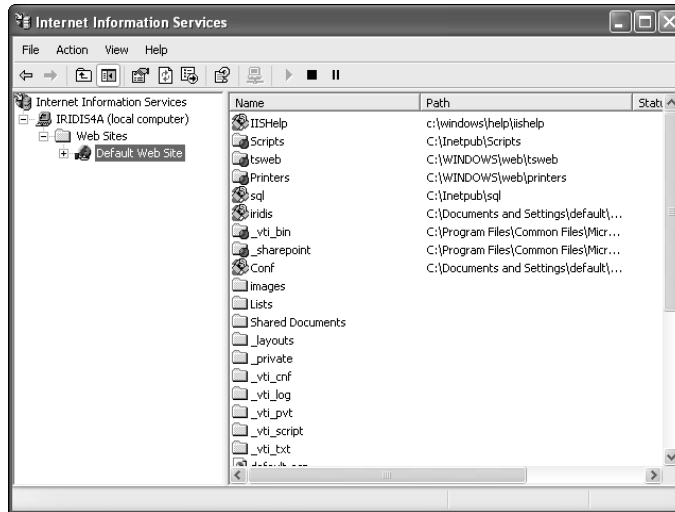 Internet Information Services
File Action View Help
Internet Information Services
IRIDIS4A (local computer)
Web Sites
Default Web Site
Name Path
IISHelp c:\windows\help\iishelp
Scripts C:\Inetpub\Scripts
tsweb C:\WINDOWS\web\tsweb
Printers C:\WINDOWS\web\printers
sql C:\Inetpub\sql
iridis C:\Documents and Settings\default\...
_vti_bin C:\Program Files\Common Files\Micr...
_sharepoint C:\Program Files\Common Files\Micr...
Conf C:\Documents and Settings\default\...
images
Lists
Shared Documents
_layouts
_private
_vti_cnf
_vti_log
_vti_pvt
_vti_script
_vti_txt